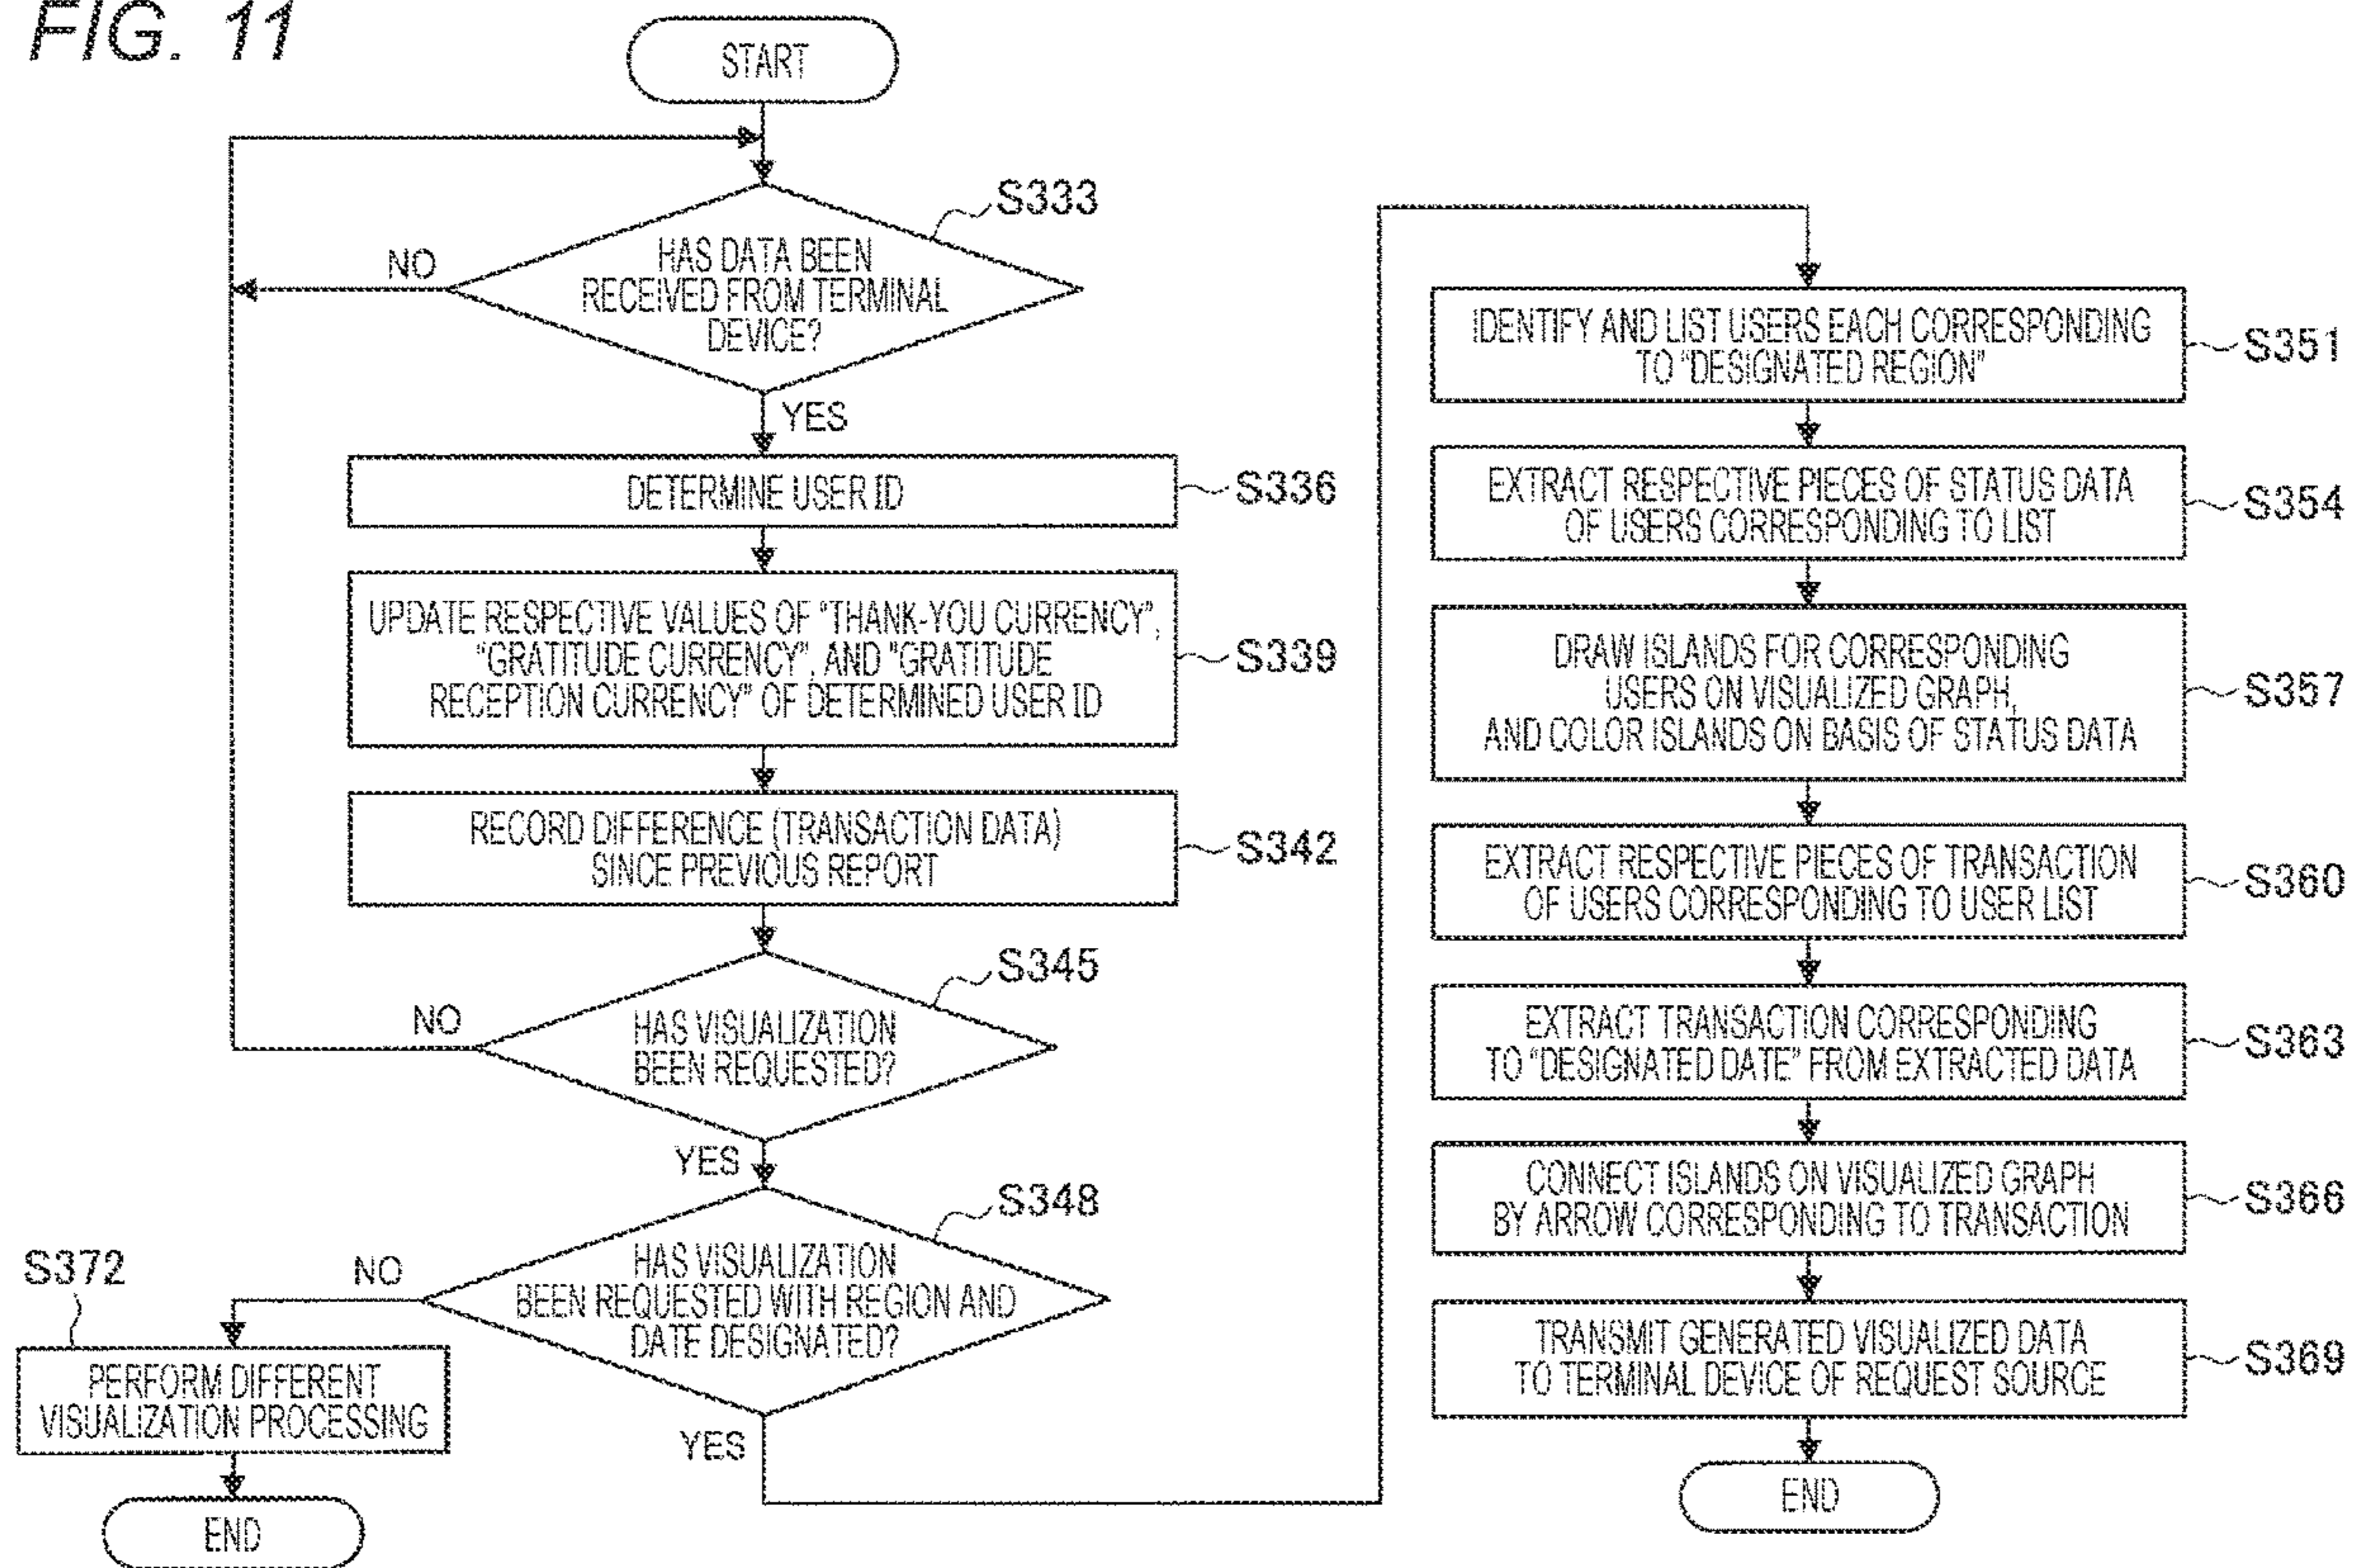 FIG. 11
START
S333
HAS DATA BEEN
RECEIVED FROM TERMINAL
DEVICE?
NO
YES
DETERMINE USER ID
S336
UPDATE RESPECTIVE VALUES OF "THANK-YOU CURRENCY",
"GRATITUDE CURRENCY", AND "GRATITUDE
RECEPTION CURRENCY" OF DETERMINED USER ID
S339
RECORD DIFFERENCE (TRANSACTION DATA)
SINCE PREVIOUS REPORT
S342
S345
HAS VISUALIZATION
BEEN REQUESTED?
NO
YES
S348
HAS VISUALIZATION
BEEN REQUESTED WITH REGION AND
DATE DESIGNATED?
NO
YES
S372
PERFORM DIFFERENT
VISUALIZATION PROCESSING
END
IDENTIFY AND LIST USERS EACH CORRESPONDING
TO "DESIGNATED REGION"
S351
EXTRACT RESPECTIVE PIECES OF STATUS DATA
OF USERS CORRESPONDING TO LIST
S354
DRAW ISLANDS FOR CORRESPONDING
USERS ON VISUALIZED GRAPH,
AND COLOR ISLANDS ON BASIS OF STATUS DATA
S357
EXTRACT RESPECTIVE PIECES OF TRANSACTION
OF USERS CORRESPONDING TO USER LIST
S360
EXTRACT TRANSACTION CORRESPONDING
TO "DESIGNATED DATE" FROM EXTRACTED DATA
S363
CONNECT ISLANDS ON VISUALIZED GRAPH
BY ARROW CORRESPONDING TO TRANSACTION
S366
TRANSMIT GENERATED VISUALIZED DATA
TO TERMINAL DEVICE OF REQUEST SOURCE
S369
END